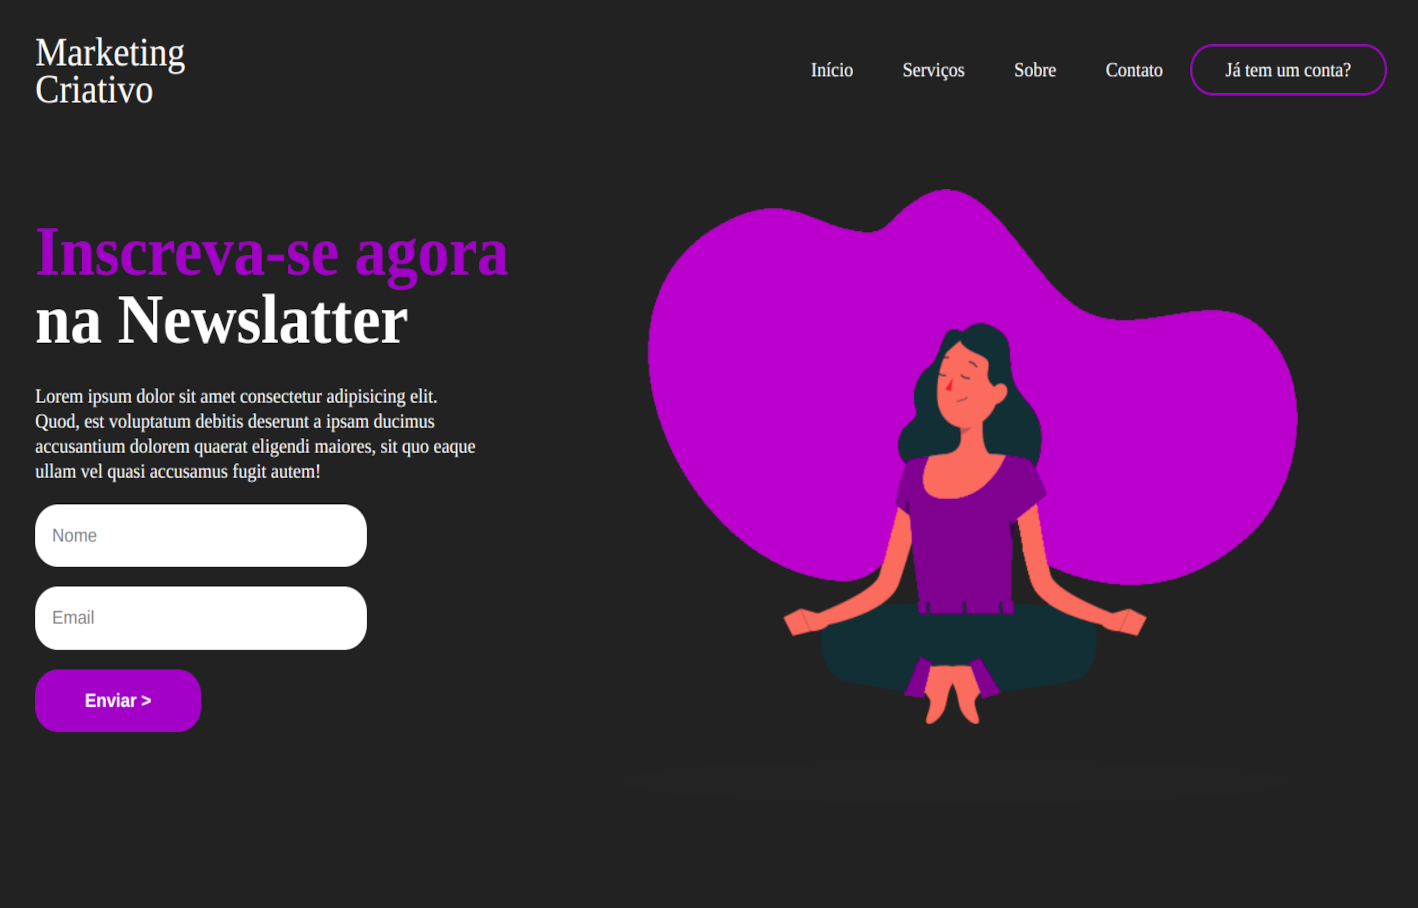 Marketing
Criativo
Início
Serviços
Sobre
Contato
Já tem um conta?
Inscreva-se agora
na Newslatter
Lorem ipsum dolor sit amet consectetur adipisicing elit.
Quod, est voluptatum debitis deserunt a ipsam ducimus
accusantium dolorem quaerat eligendi maiores, sit quo eaque
ullam vel quasi accusamus fugit autem!
Nome
Email
Enviar >